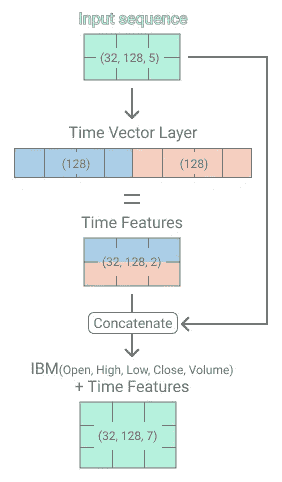 Input sequence
(32, 128, 5)
Time Vector Layer
(128) (128)
=
Time Features
(32, 128, 2)
Concatenate
IBM(Open, High, Low, Close, Volume)
+ Time Features
(32, 128, 7)